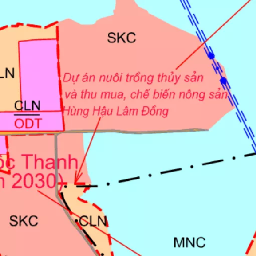 SKC
LN
Dự án nuôi trồng thủy sản
và thu mua, chế biến nông sản
Hùng Hậu Lâm Đồng
CLN
ODT
ộc Thanh
2030)
SKC
CLN
MNC